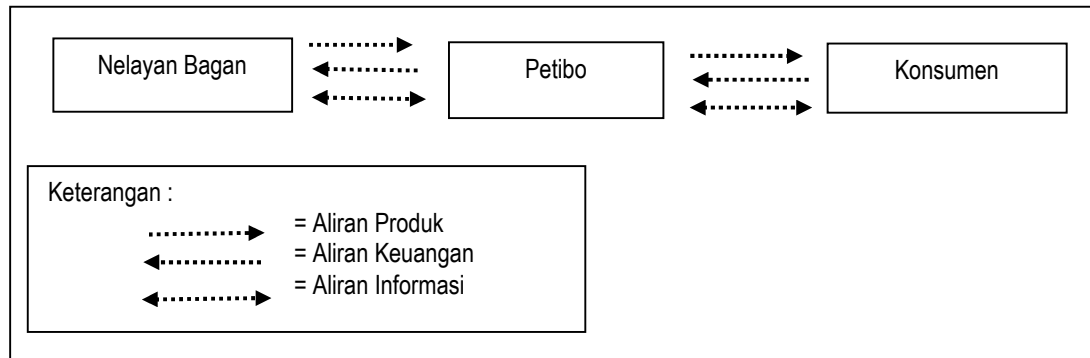 Nelayan Bagan
Petibo
Konsumen
Keterangan :
= Aliran Produk
= Aliran Keuangan
= Aliran Informasi